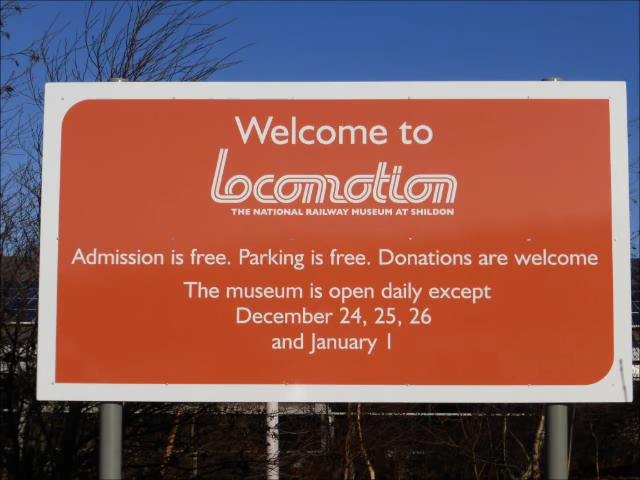 Welcome to
Locomotion
THE NATIONAL RAILWAY MUSEUM AT SHILDON
Admission is free. Parking is free. Donations are welcome
The museum is open daily except
December 24, 25, 26
and January 1